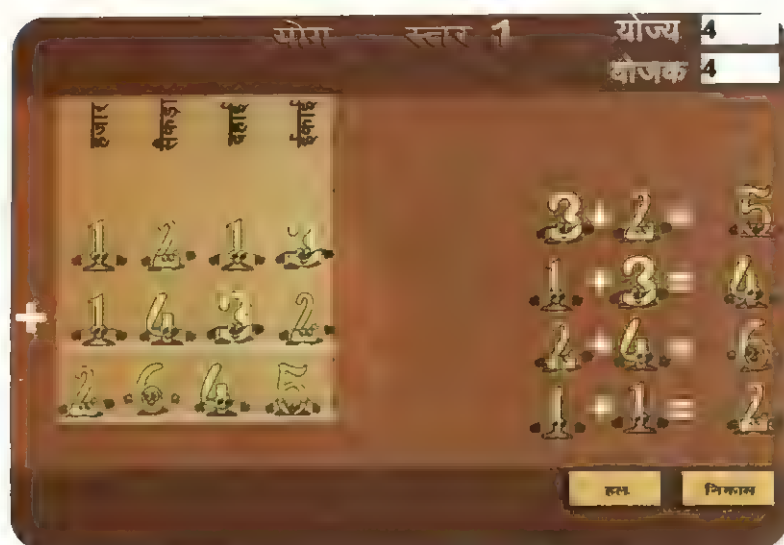 योग स्तर 1
योज्य 4
योजक 4
हजार सैकड़ा दहाई ईकाई
1 2 1 3
+ 1 4 3 2
2 6 4 5
3 + 2 = 5
1 + 3 = 4
2 + 4 = 6
1 + 1 = 2
हल निकास